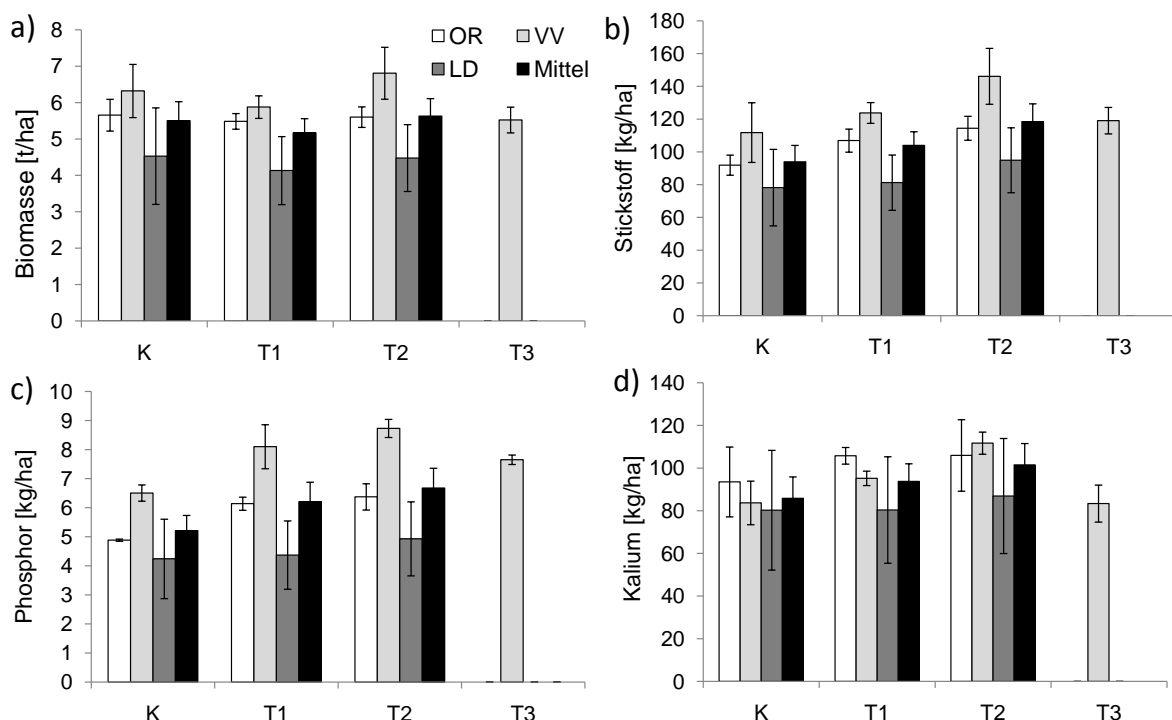 a)
OR VV
LD Mittel
Biomasse [t/ha]
8
7
6
5
4
3
2
1
0
K T1 T2 T3
b)
Stickstoff [kg/ha]
180
160
140
120
100
80
60
40
20
0
K T1 T2 T3
c)
Phosphor [kg/ha]
10
9
8
7
6
5
4
3
2
1
0
K T1 T2 T3
d)
Kalium [kg/ha]
140
120
100
80
60
40
20
0
K T1 T2 T3